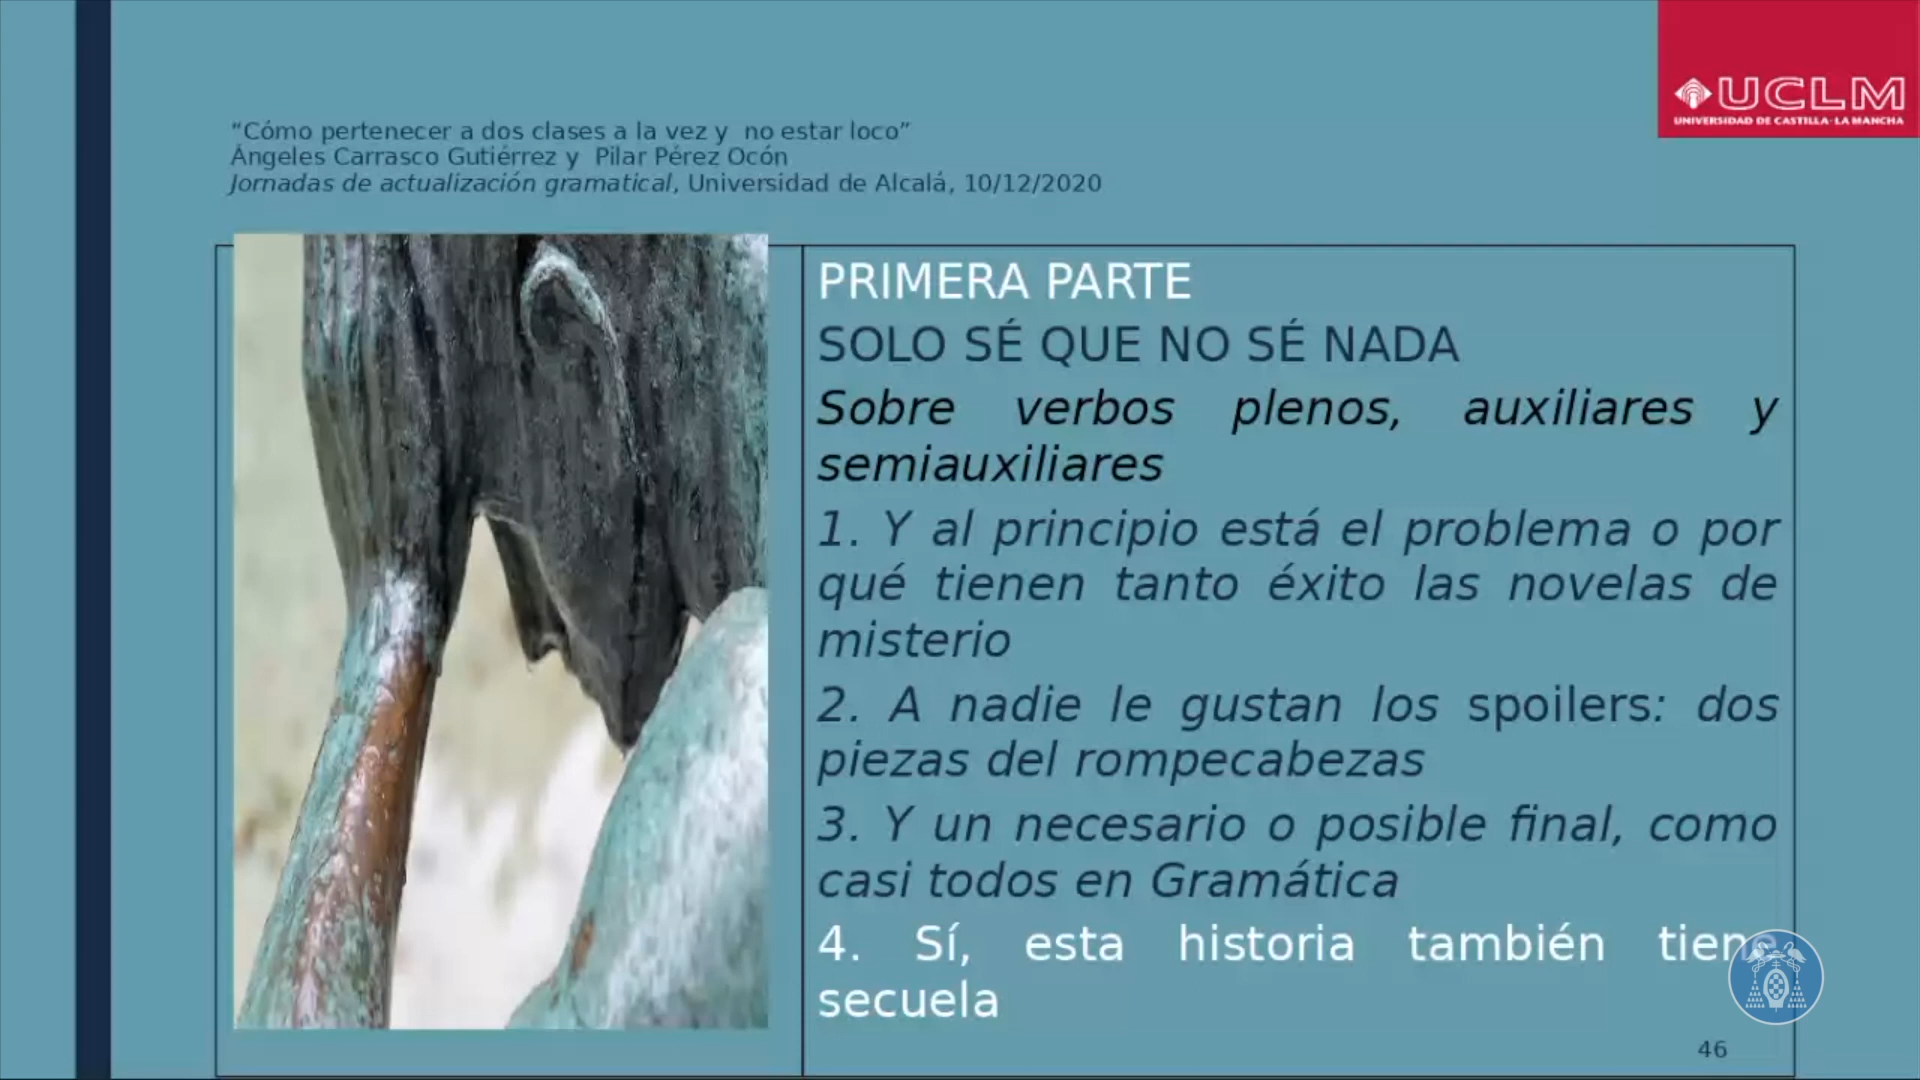 UCLM
UNIVERSIDAD DE CASTILLA-LA MANCHA
“Cómo pertenecer a dos clases a la vez y no estar loco”
Ángeles Carrasco Gutiérrez y Pilar Pérez Ocón
Jornadas de actualización gramatical, Universidad de Alcalá, 10/12/2020
PRIMERA PARTE
SOLO SÉ QUE NO SÉ NADA
Sobre verbos plenos, auxiliares y
semiauxiliares
1. Y al principio está el problema o por
qué tienen tanto éxito las novelas de
misterio
2. A nadie le gustan los spoilers: dos
piezas del rompecabezas
3. Y un necesario o posible final, como
casi todos en Gramática
4. Sí, esta historia también tiene
secuela
46